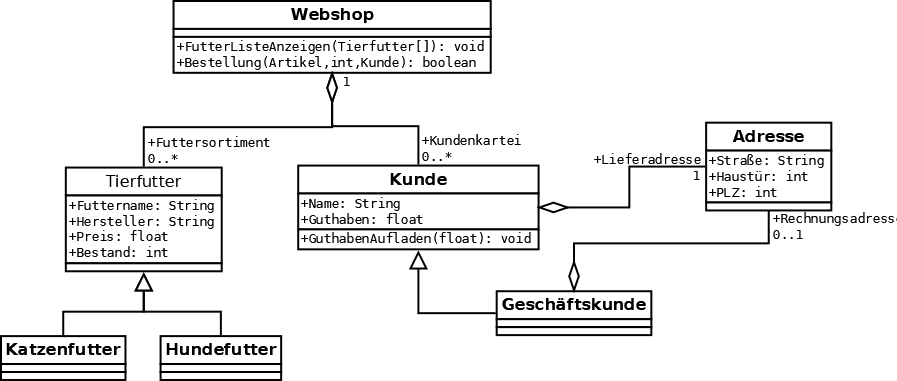 Webshop
+FutterListeAnzeigen(Tierfutter[]): void
+Bestellung(Artikel,int,Kunde): boolean
1
+Futtersortiment
0..*
+Kundenkartei
0..*
Tierfutter
+Futtername: String
+Hersteller: String
+Preis: float
+Bestand: int
Kunde
+Name: String
+Guthaben: float
+GuthabenAufladen(float): void
+Lieferadresse
1
Adresse
+Straße: String
+Haustür: int
+PLZ: int
+Rechnungsadresse
0..1
Geschäftskunde
Katzenfutter
Hundefutter